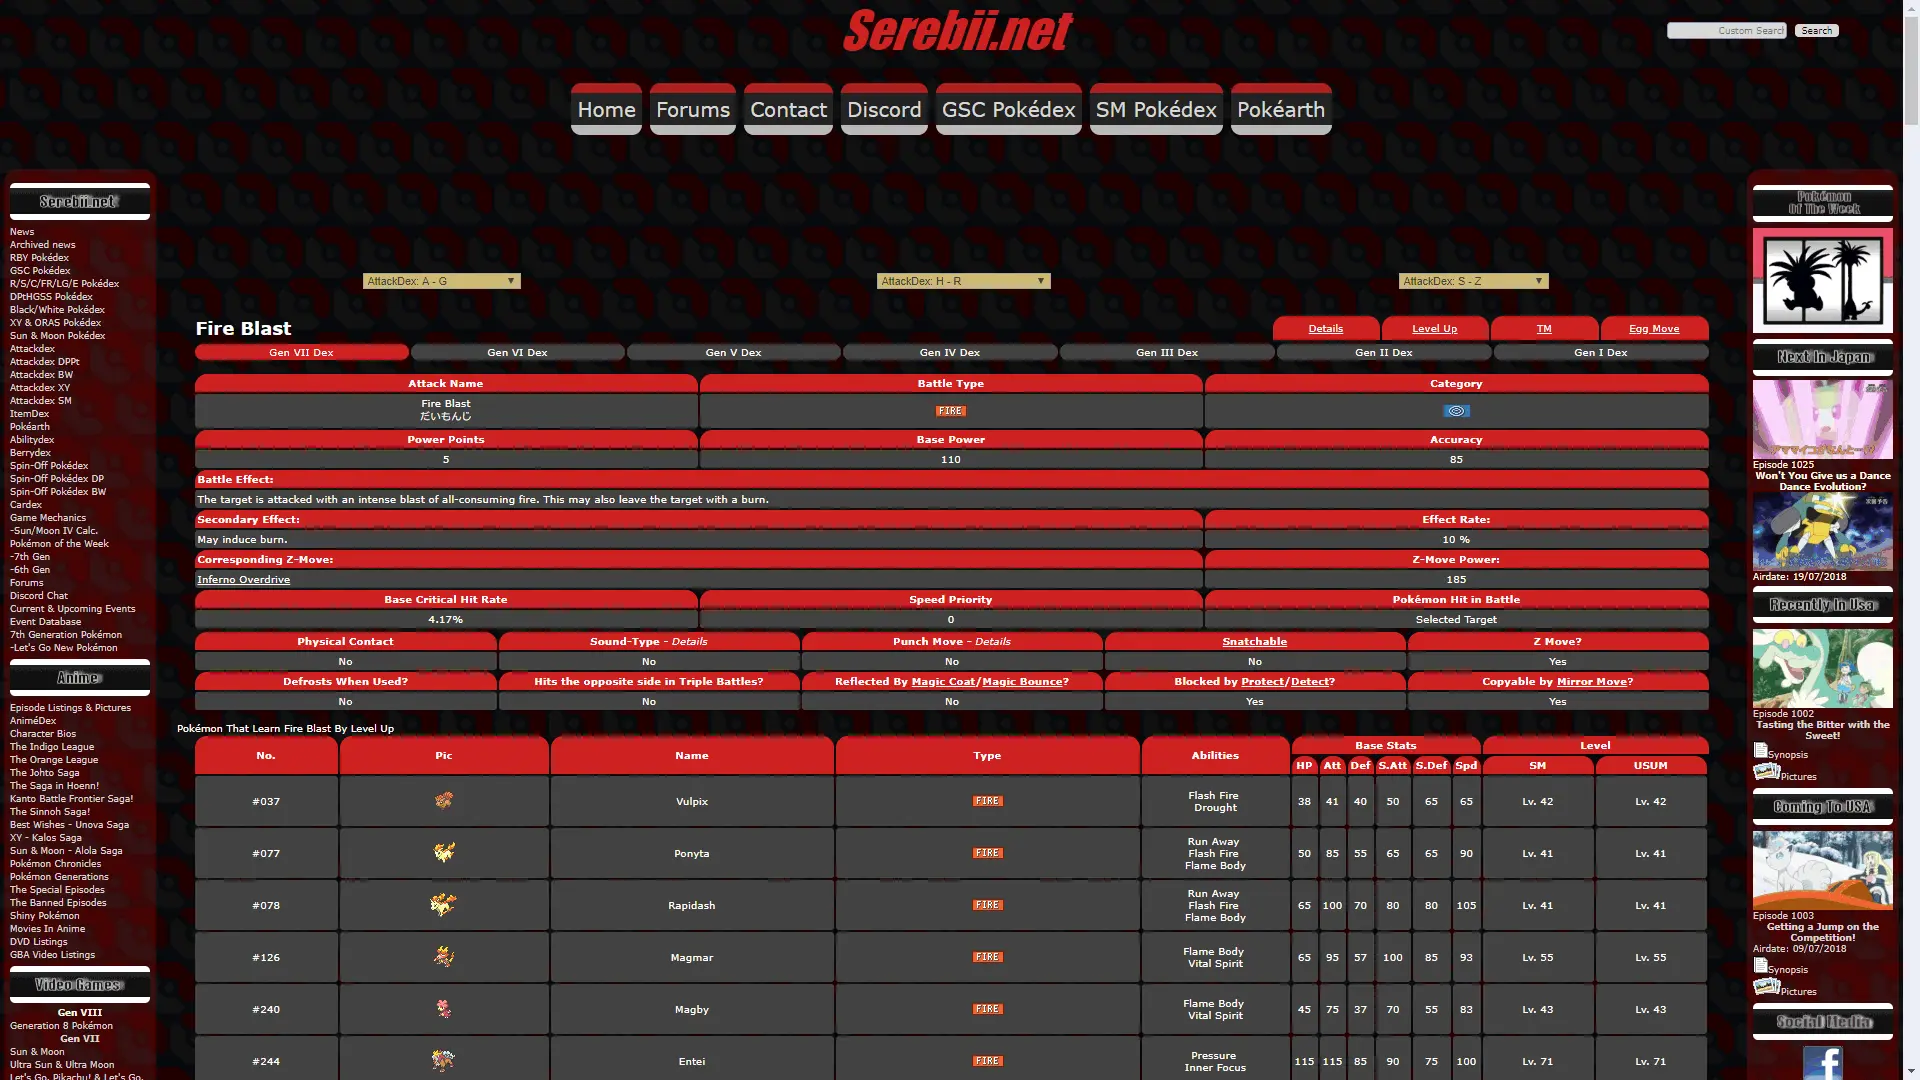 Serebii.net
Custom Search
Search
Home
Forums
Contact
Discord
GSC Pokédex
SM Pokédex
Pokéarth
Serebii.net
News
Archived news
RBY Pokédex
GSC Pokédex
R/S/C/FR/LG/E Pokédex
DPtHGSS Pokédex
Black/White Pokédex
XY & ORAS Pokédex
Sun & Moon Pokédex
Attackdex
Attackdex DPPt
Attackdex BW
Attackdex XY
Attackdex SM
ItemDex
Pokéarth
Abilitydex
Berrydex
Spin-Off Pokédex
Spin-Off Pokédex DP
Spin-Off Pokédex BW
Cardex
Game Mechanics
-Sun/Moon IV Calc.
Pokémon of the Week
-7th Gen
-6th Gen
Forums
Discord Chat
Current & Upcoming Events
Event Database
7th Generation Pokémon
-Let's Go New Pokémon
Anime
Episode Listings & Pictures
AniméDex
Character Bios
The Indigo League
The Orange League
The Johto Saga
The Saga in Hoenn!
Kanto Battle Frontier Saga!
The Sinnoh Saga!
Best Wishes - Unova Saga
XY - Kalos Saga
Sun & Moon - Alola Saga
Pokémon Chronicles
Pokémon Generations
The Special Episodes
The Banned Episodes
Shiny Pokémon
Movies In Anime
DVD Listings
GBA Video Listings
Video Games
Gen VIII
Generation 8 Pokémon
Gen VII
Sun & Moon
Ultra Sun & Ultra Moon
Let's Go, Pikachu! & Let's Go,
AttackDex: A - G
AttackDex: H - R
AttackDex: S - Z
Fire Blast
Details
Level Up
TM
Egg Move
Gen VII Dex
Gen VI Dex
Gen V Dex
Gen IV Dex
Gen III Dex
Gen II Dex
Gen I Dex
Attack Name
Battle Type
Category
Fire Blast
だいもんじ
FIRE
Power Points
Base Power
Accuracy
5
110
85
Battle Effect:
The target is attacked with an intense blast of all-consuming fire. This may also leave the target with a burn.
Secondary Effect:
Effect Rate:
May induce burn.
10 %
Corresponding Z-Move:
Z-Move Power:
Inferno Overdrive
185
Base Critical Hit Rate
Speed Priority
Pokémon Hit in Battle
4.17%
0
Selected Target
Physical Contact
Sound-Type - Details
Punch Move - Details
Snatchable
Z Move?
No
No
No
No
Yes
Defrosts When Used?
Hits the opposite side in Triple Battles?
Reflected By Magic Coat/Magic Bounce?
Blocked by Protect/Detect?
Copyable by Mirror Move?
No
No
No
Yes
Yes
Pokémon That Learn Fire Blast By Level Up
No.
Pic
Name
Type
Abilities
Base Stats
Level
HP Att Def S.Att S.Def Spd SM USUM
#037 Vulpix FIRE Flash Fire Drought 38 41 40 50 65 65 Lv. 42 Lv. 42
#077 Ponyta FIRE Run Away Flash Fire Flame Body 50 85 55 65 65 90 Lv. 41 Lv. 41
#078 Rapidash FIRE Run Away Flash Fire Flame Body 65 100 70 80 80 105 Lv. 41 Lv. 41
#126 Magmar FIRE Flame Body Vital Spirit 65 95 57 100 85 93 Lv. 55 Lv. 55
#240 Magby FIRE Flame Body Vital Spirit 45 75 37 70 55 83 Lv. 43 Lv. 43
#244 Entei FIRE Pressure Inner Focus 115 115 85 90 75 100 Lv. 71 Lv. 71
Pokémon
Of The Week
Next In Japan
Episode 1025
Won't You Give us a Dance
Dance Evolution?
Airdate: 19/07/2018
Recently In Usa
Episode 1002
Tasting the Bitter with the
Sweet!
Synopsis
Pictures
Coming To USA
Episode 1003
Getting a Jump on the
Competition!
Airdate: 09/07/2018
Synopsis
Pictures
Social Media